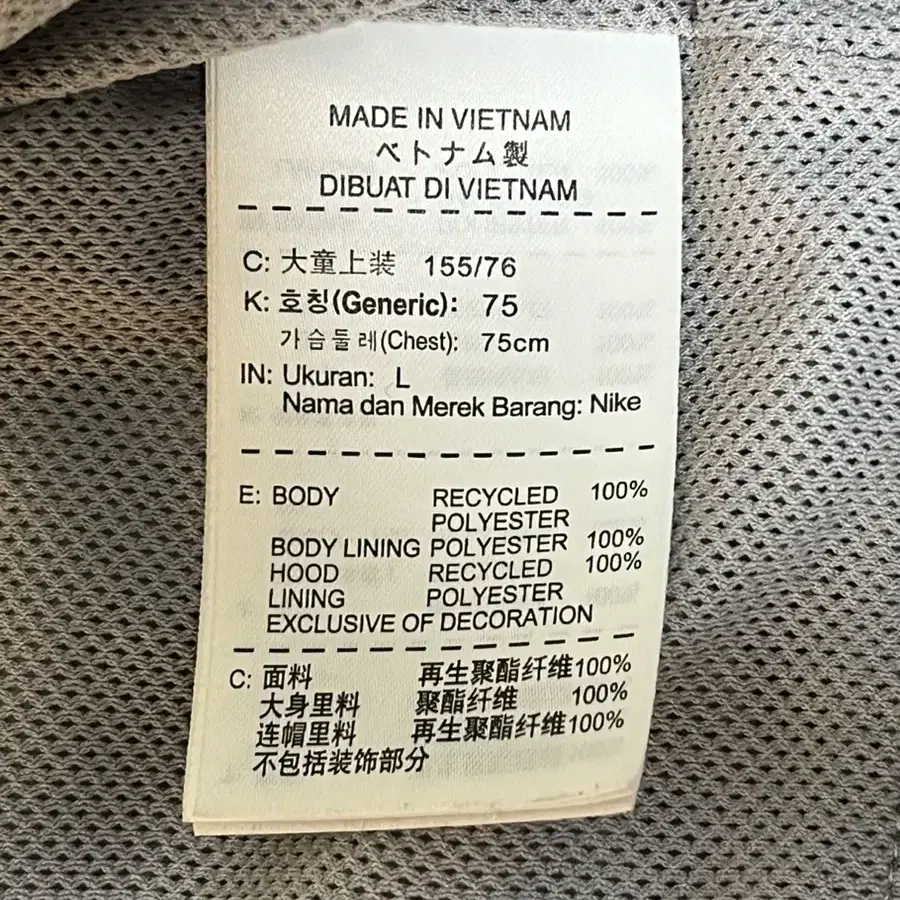 MADE IN VIETNAM
ベトナム製
DIBUAT DI VIETNAM
C: 大童上装 155/76
K: 호칭(Generic): 75
가슴둘레(Chest): 75cm
IN: Ukuran: L
Nama dan Merek Barang: Nike
E: BODY RECYCLED 100%
POLYESTER
BODY LINING POLYESTER 100%
HOOD RECYCLED 100%
LINING POLYESTER
EXCLUSIVE OF DECORATION
C: 面料 再生聚酯纤维100%
大身里料 聚酯纤维 100%
连帽里料 再生聚酯纤维100%
不包括装饰部分